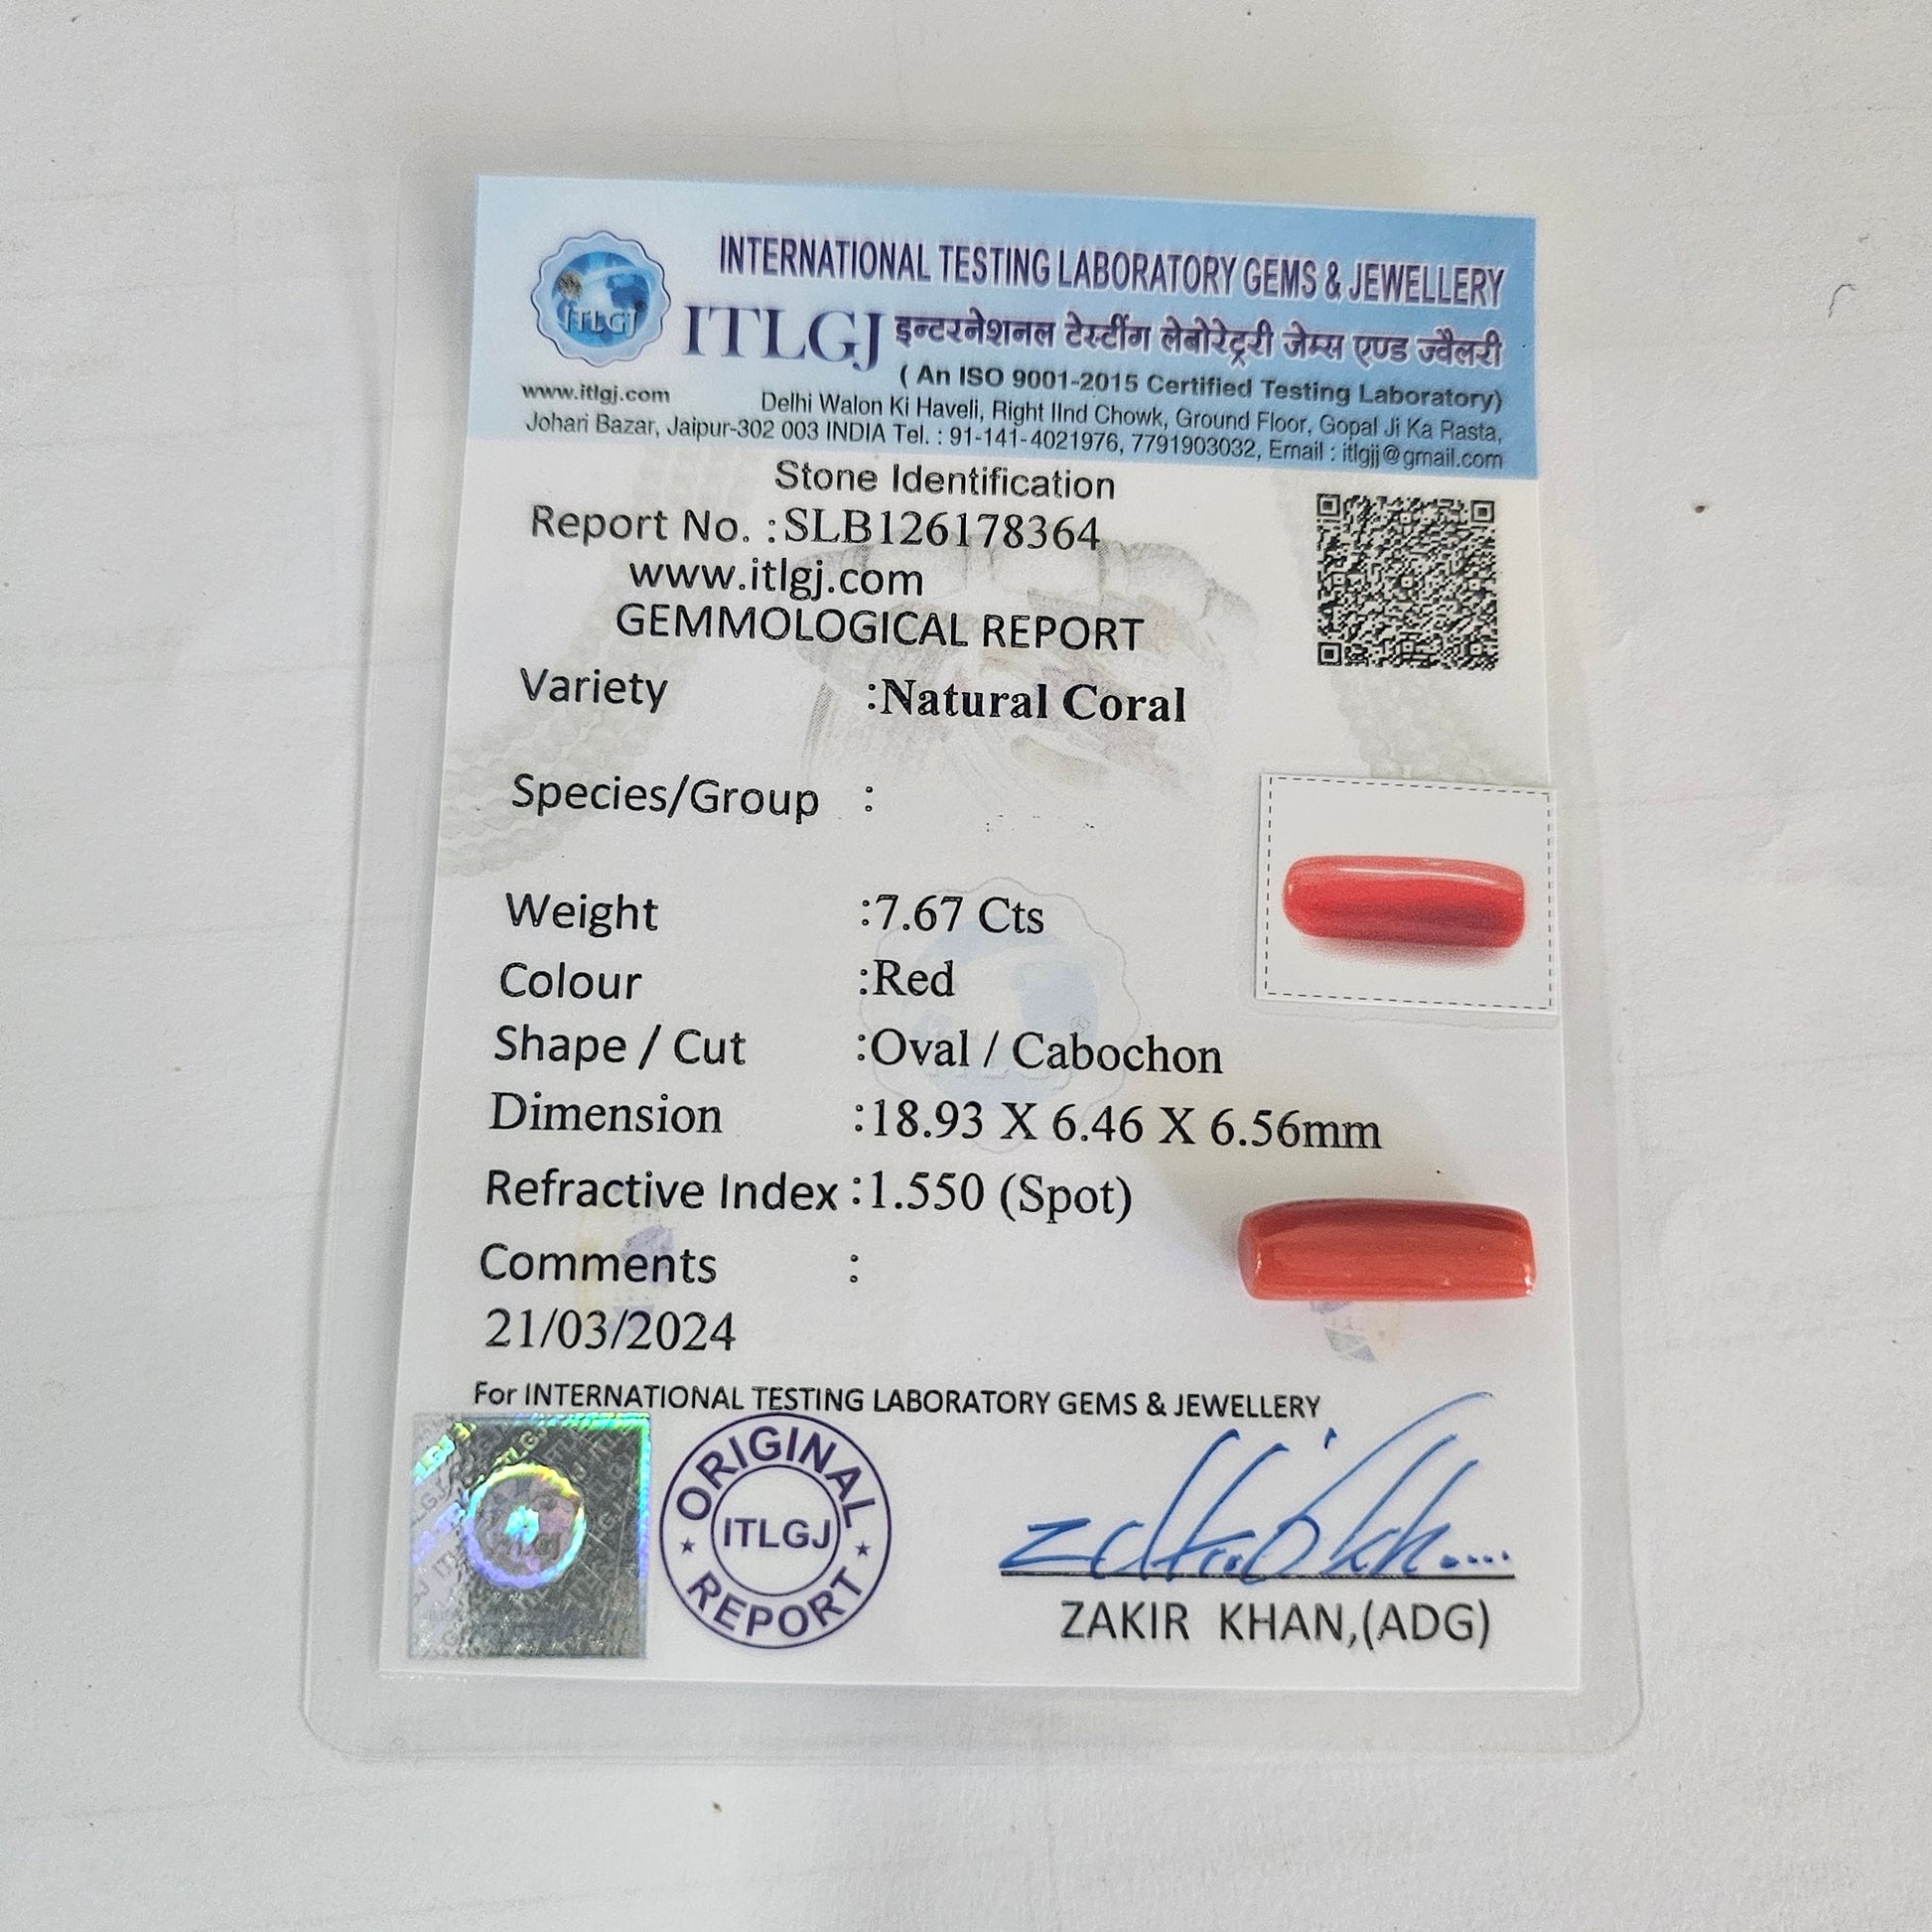 INTERNATIONAL TESTING LABORATORY GEMS & JEWELLERY
ITLGJ
ITLGJ इन्टरनेशनल टेस्टींग लेबोरेट्ररी जेम्स एण्ड ज्वैलरी
( An ISO 9001-2015 Certified Testing Laboratory)
www.itlgj.com Delhi Walon Ki Haveli, Right IInd Chowk, Ground Floor, Gopal Ji Ka Rasta,
Johari Bazar, Jaipur-302 003 INDIA Tel. : 91-141-4021976, 7791903032, Email : itlgjj@gmail.com
Stone Identification
Report No. :SLB126178364
www.itlgj.com
GEMMOLOGICAL REPORT
Variety :Natural Coral
Species/Group :
Weight :7.67 Cts
Colour :Red
Shape / Cut :Oval / Cabochon
Dimension :18.93 X 6.46 X 6.56mm
Refractive Index :1.550 (Spot)
Comments :
21/03/2024
For INTERNATIONAL TESTING LABORATORY GEMS & JEWELLERY
ORIGINAL
ITLGJ
REPORT
ZAKIR KHAN,(ADG)